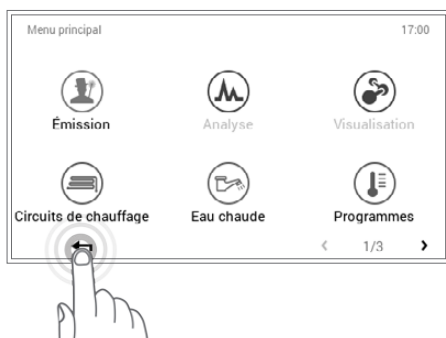 Menu principal 17:00
Émission Analyse Visualisation
Circuits de chauffage Eau chaude Programmes
1/3